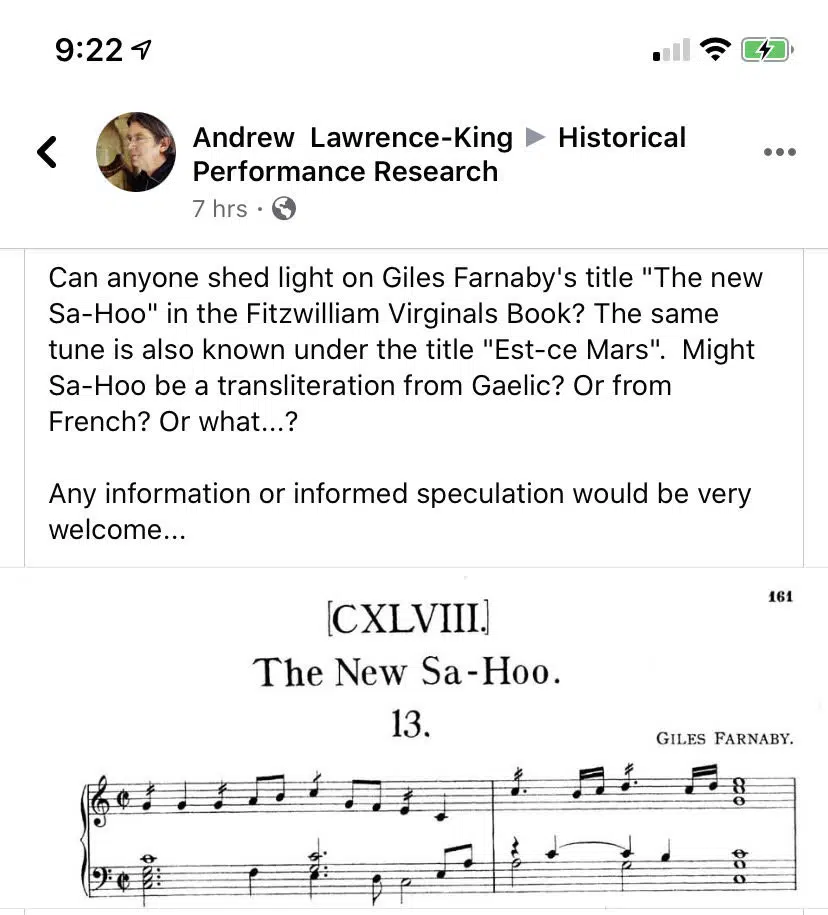 9:22
Andrew Lawrence-King ▶ Historical
Performance Research
7 hrs ·
Can anyone shed light on Giles Farnaby's title "The new
Sa-Hoo" in the Fitzwilliam Virginals Book? The same
tune is also known under the title "Est-ce Mars". Might
Sa-Hoo be a transliteration from Gaelic? Or from
French? Or what...?
Any information or informed speculation would be very
welcome...
161
[CXLVIII.]
The New Sa-Hoo.
13.
GILES FARNABY.